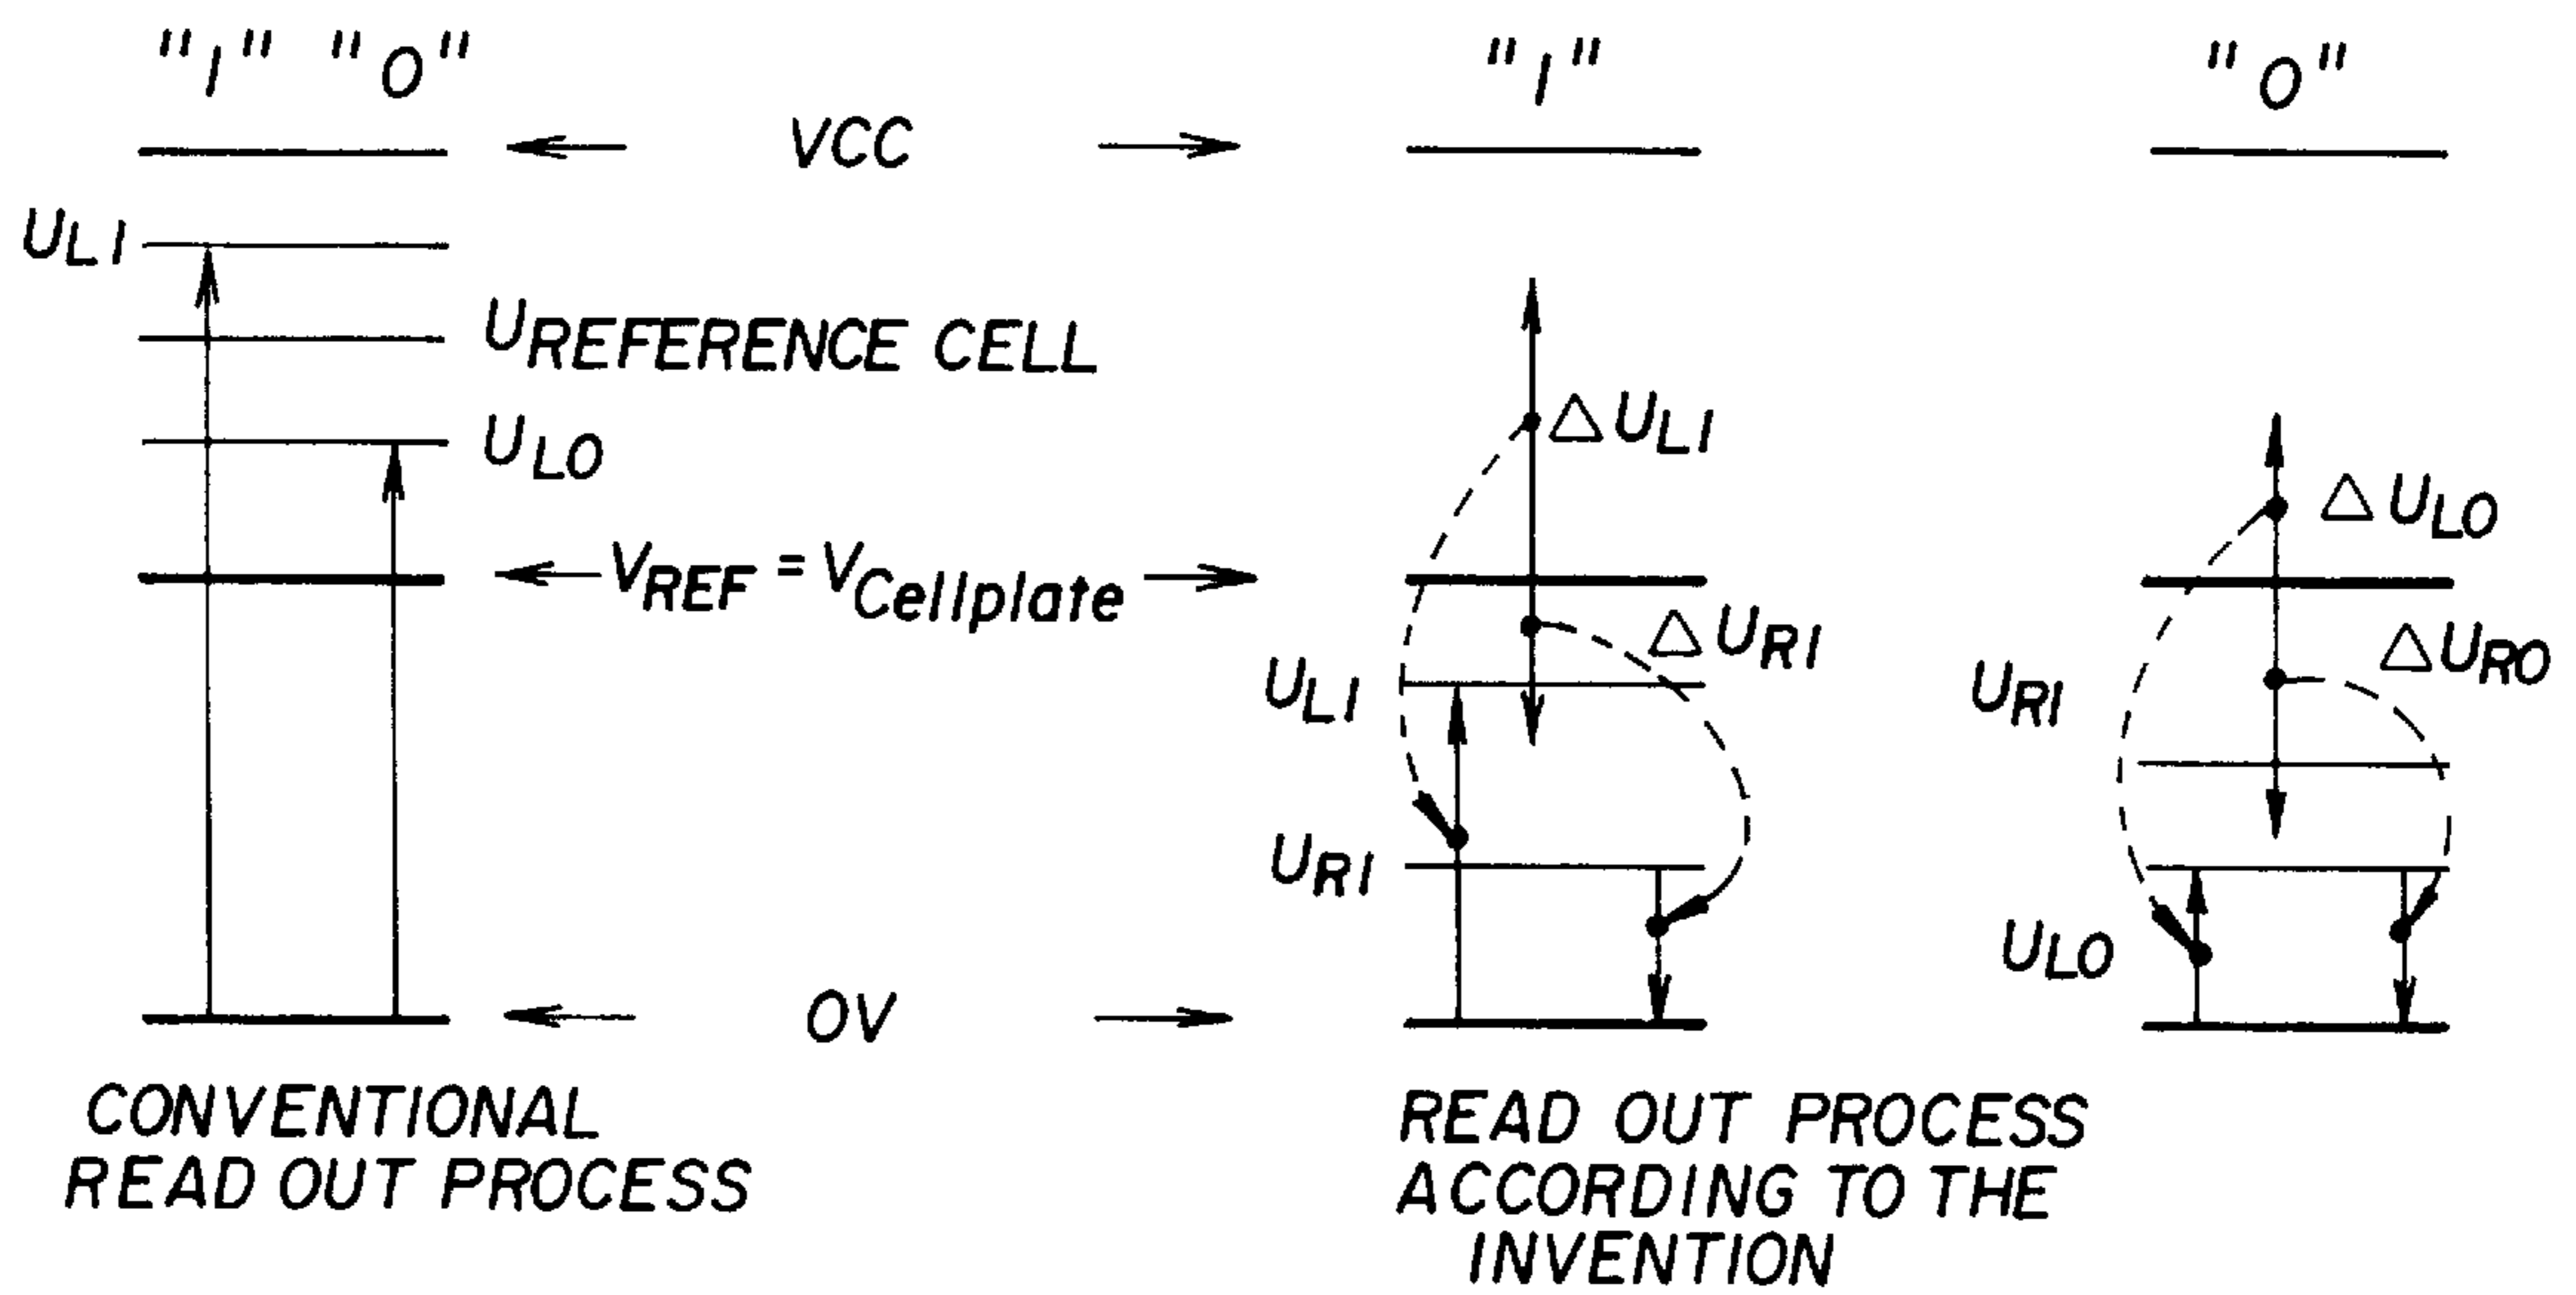 "1" "0"
"1"
"0"
VCC
UL1
UREFERENCE CELL
UL0
VREF = VCellplate
ΔUL1
ΔUR1
UL1
UR1
ΔUL0
ΔUR0
UR1
UL0
0V
CONVENTIONAL
READ OUT PROCESS
READ OUT PROCESS
ACCORDING TO THE
INVENTION